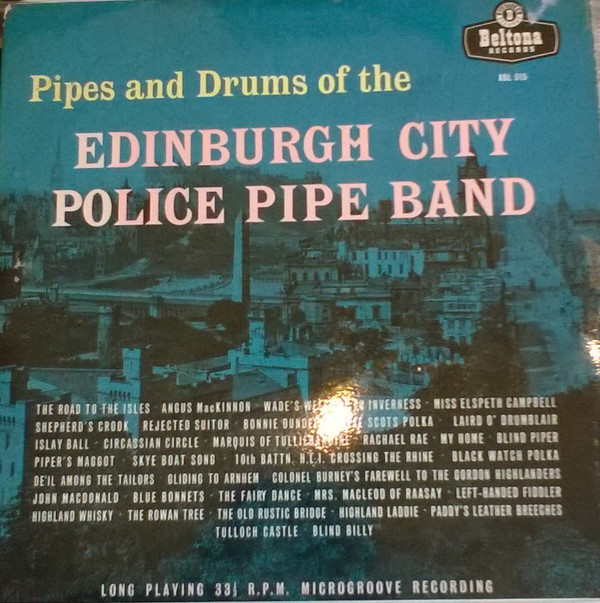 Beltona
RECORDS
Pipes and Drums of the
EDINBURGH CITY
POLICE PIPE BAND
THE ROAD TO THE ISLES · ANGUS MacKINNON · WADE'S INVERNESS · MISS ELSPETH CAMPBELL
SHEPHERD'S CROOK · REJECTED SUITOR · BONNIE SCOTS POLKA · LAIRD O' DRUMBLAIR
ISLAY BALL · CIRCASSIAN CIRCLE · MARQUIS OF · RACHAEL RAE · MY HOME · BLIND PIPER
PIPER'S MAGGOT · SKYE BOAT SONG · 10th BATTN. H.L.I. CROSSING THE RHINE · BLACK WATCH POLKA
DE'IL AMONG THE TAILORS · GLIDING TO ARNHEM · COLONEL BURNEY'S FAREWELL TO THE GORDON HIGHLANDERS
JOHN MACDONALD · BLUE BONNETS · THE FAIRY DANCE · MRS. MACLEOD OF RAASAY · LEFT-HANDED FIDDLER
HIGHLAND WHISKY · THE ROWAN TREE · THE OLD RUSTIC BRIDGE · HIGHLAND LADDIE · PADDY'S LEATHER BREECHES
TULLOCH CASTLE · BLIND BILLY
LONG PLAYING 33⅓ R.P.M. MICROGROOVE RECORDING